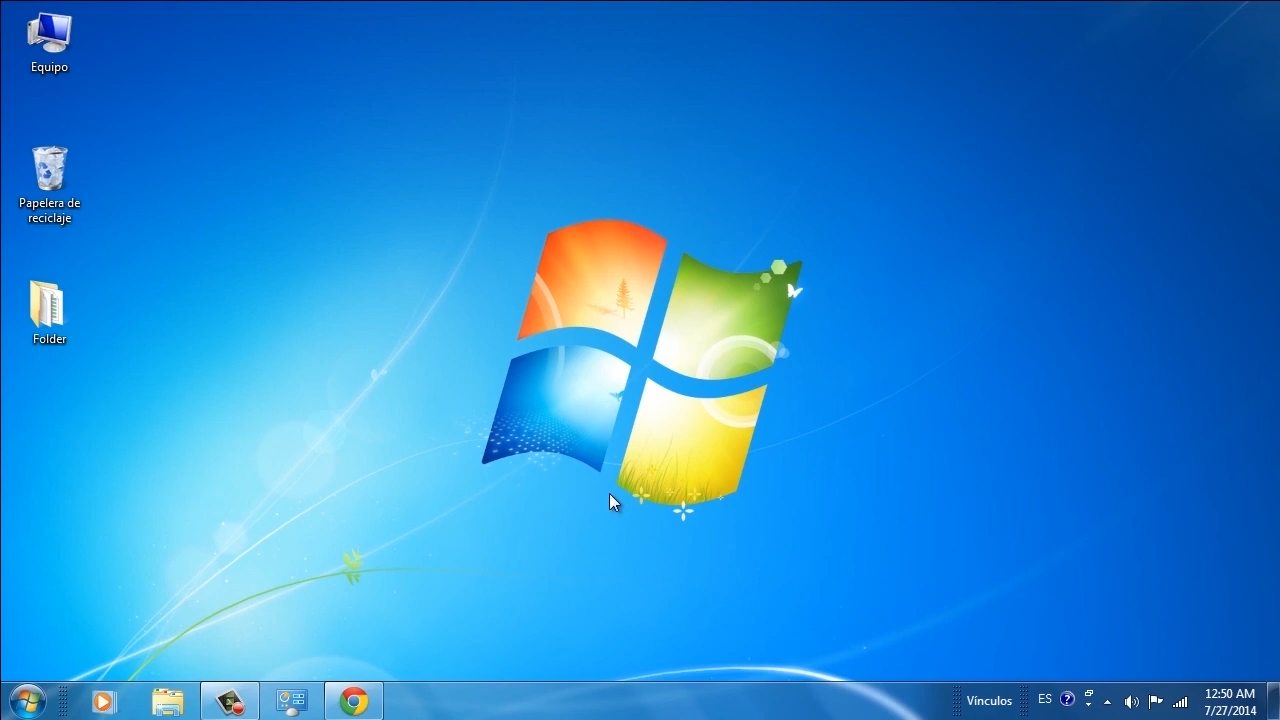 Equipo
Papelera de
reciclaje
Folder
Vínculos
ES
12:50 AM
7/27/2014